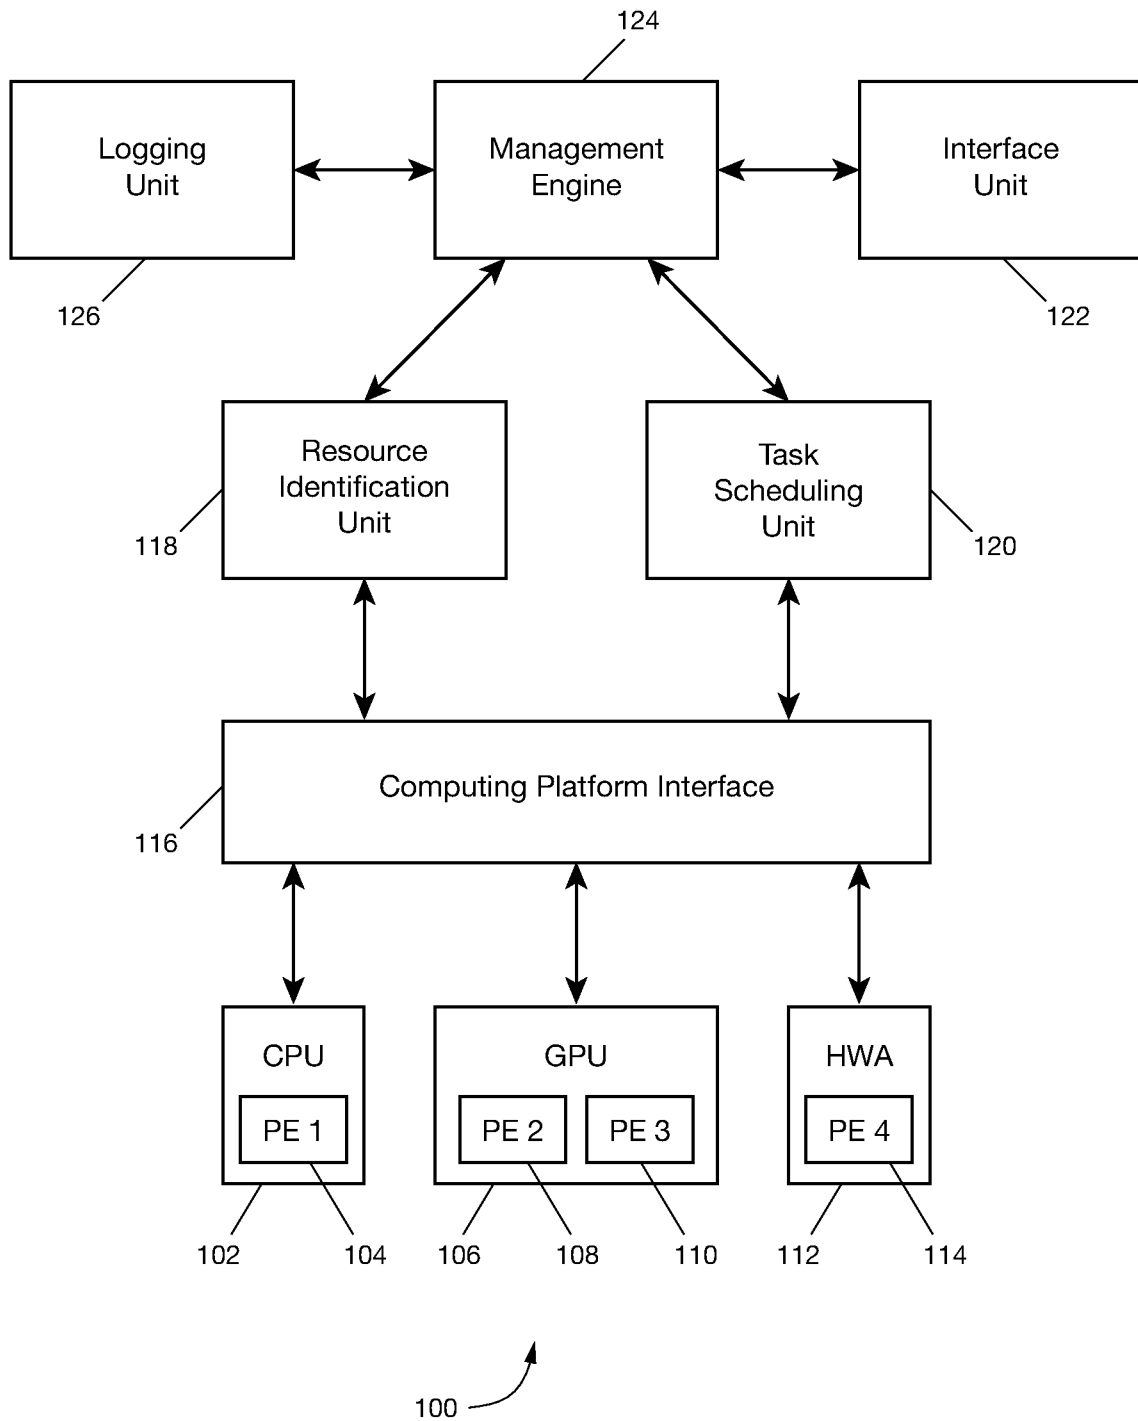 124
Logging
Unit
Management
Engine
Interface
Unit
126
122
Resource
Identification
Unit
Task
Scheduling
Unit
118
120
Computing Platform Interface
116
CPU
GPU
HWA
PE 1
PE 2
PE 3
PE 4
102
104
106
108
110
112
114
100